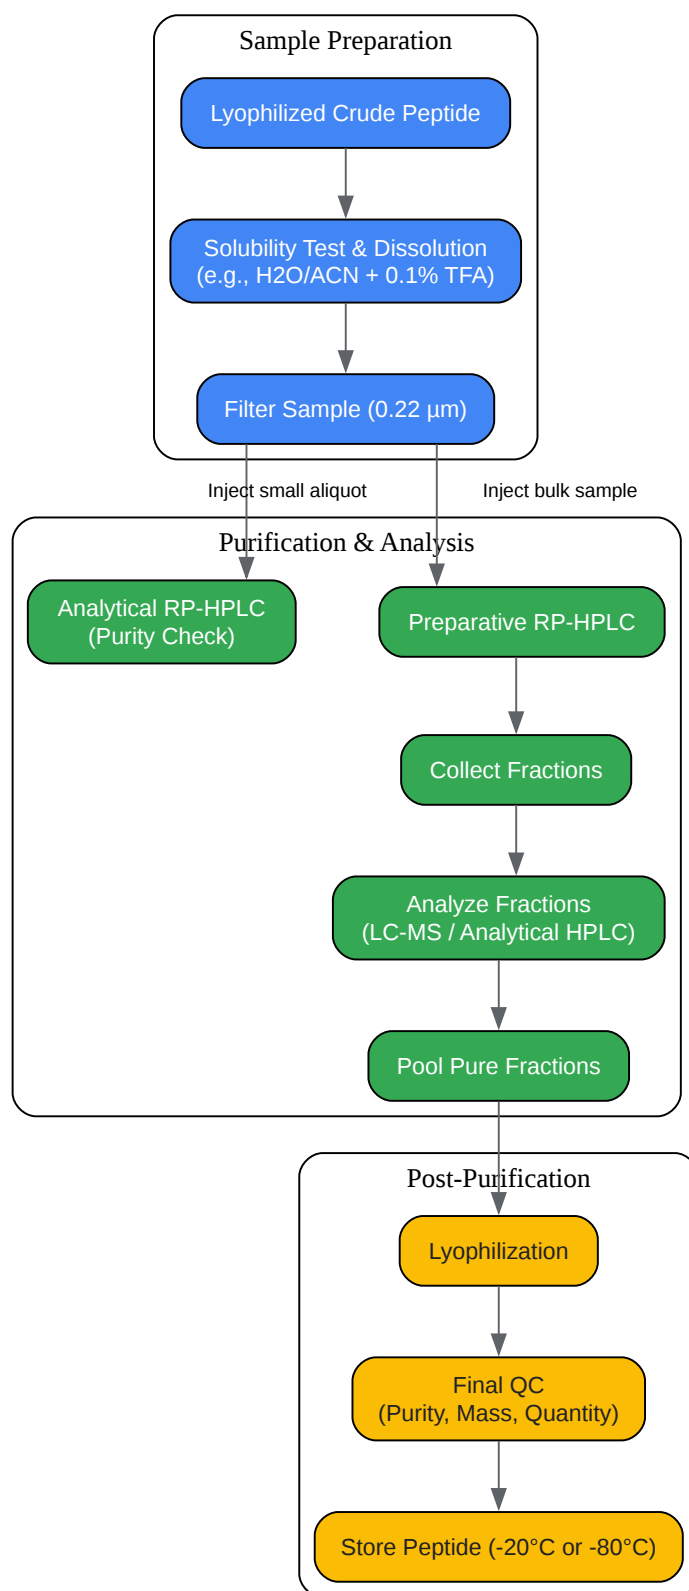 Sample Preparation
Lyophilized Crude Peptide
Solubility Test & Dissolution
(e.g., H2O/ACN + 0.1% TFA)
Filter Sample (0.22 µm)
Inject small aliquot
Inject bulk sample
Purification & Analysis
Analytical RP-HPLC
(Purity Check)
Preparative RP-HPLC
Collect Fractions
Analyze Fractions
(LC-MS / Analytical HPLC)
Pool Pure Fractions
Post-Purification
Lyophilization
Final QC
(Purity, Mass, Quantity)
Store Peptide (-20°C or -80°C)